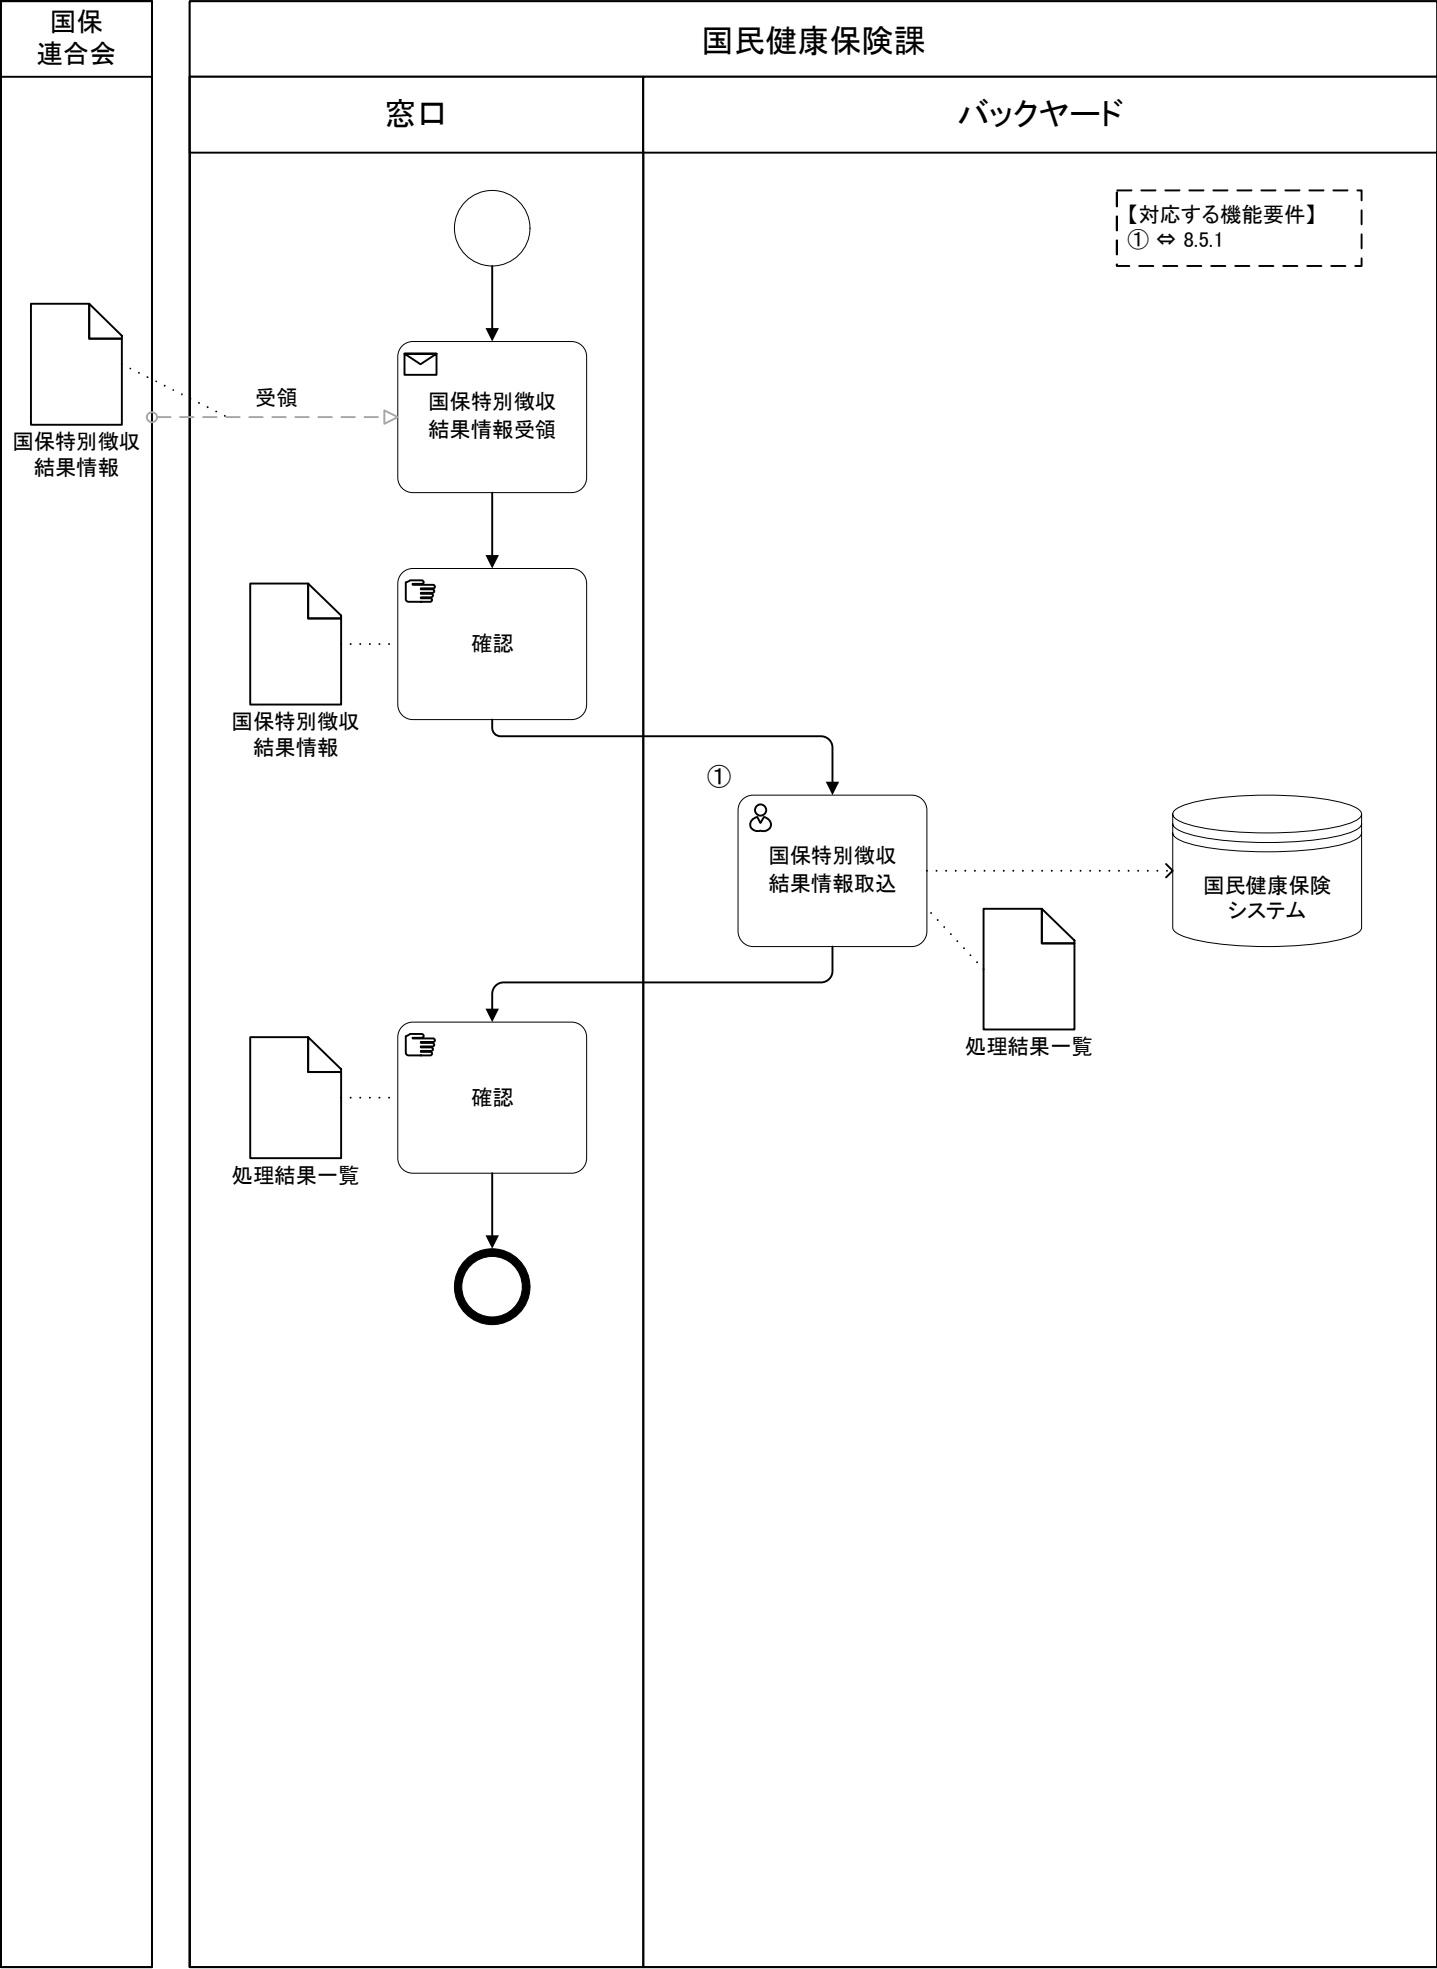 国保
連合会
国民健康保険課
窓口
バックヤード
【対応する機能要件】
① ⇔ 8.5.1
国保特別徴収
結果情報
受領
国保特別徴収
結果情報受領
確認
国保特別徴収
結果情報
①
国保特別徴収
結果情報取込
国民健康保険
システム
処理結果一覧
確認
処理結果一覧